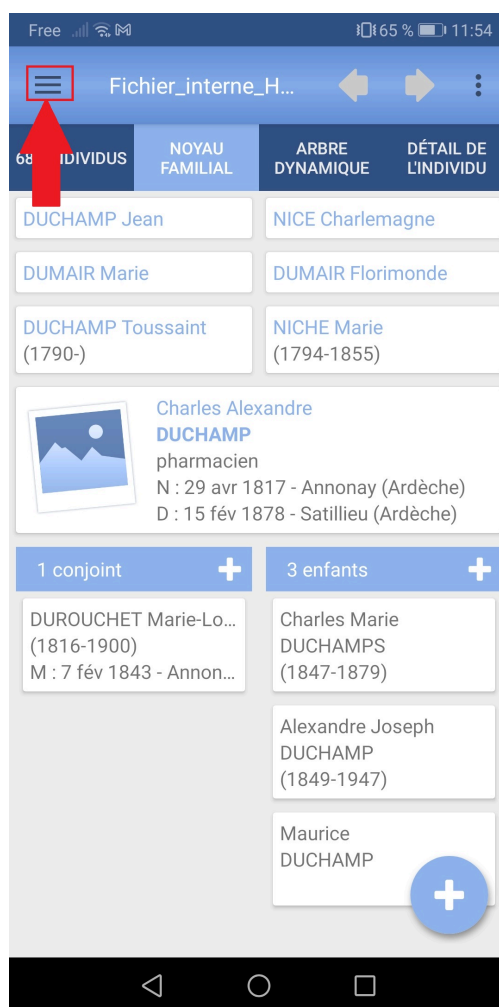 Free 65 % 11:54
Fichier_interne_H...
INDIVIDUS
NOYAU
FAMILIAL
ARBRE
DYNAMIQUE
DÉTAIL DE
L'INDIVIDU
DUCHAMP Jean
NICE Charlemagne
DUMAIR Marie
DUMAIR Florimonde
DUCHAMP Toussaint
(1790-)
NICHE Marie
(1794-1855)
Charles Alexandre
DUCHAMP
pharmacien
N : 29 avr 1817 - Annonay (Ardèche)
D : 15 fév 1878 - Satillieu (Ardèche)
1 conjoint
DUROUCHET Marie-Lo...
(1816-1900)
M : 7 fév 1843 - Annon...
3 enfants
Charles Marie
DUCHAMPS
(1847-1879)
Alexandre Joseph
DUCHAMP
(1849-1947)
Maurice
DUCHAMP